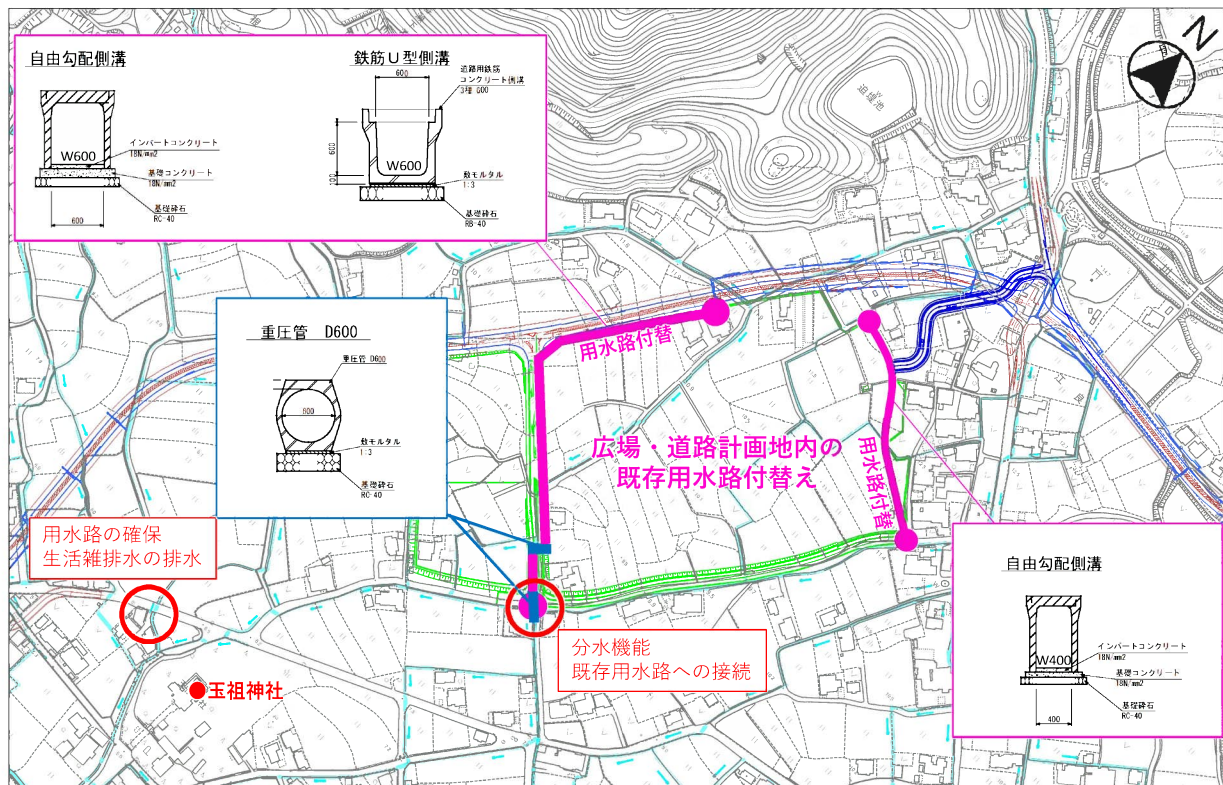 自由勾配側溝
W600
インバートコンクリート
18N/mm2
基礎コンクリート
18N/mm2
基礎砕石
RC-40
600
鉄筋U型側溝
600
道路用鉄筋
コンクリート側溝
3種 600
600
100
W600
敷モルタル
1:3
基礎砕石
RB-40
N
重圧管 D600
重圧管 D600
600
敷モルタル
1:3
基礎砕石
RC-40
用水路付替
用水路付替
広場・道路計画地内の
既存用水路付替え
用水路の確保
生活雑排水の排水
分水機能
既存用水路への接続
玉祖神社
自由勾配側溝
W400
インバートコンクリート
18N/mm2
基礎コンクリート
18N/mm2
基礎砕石
RC-40
400